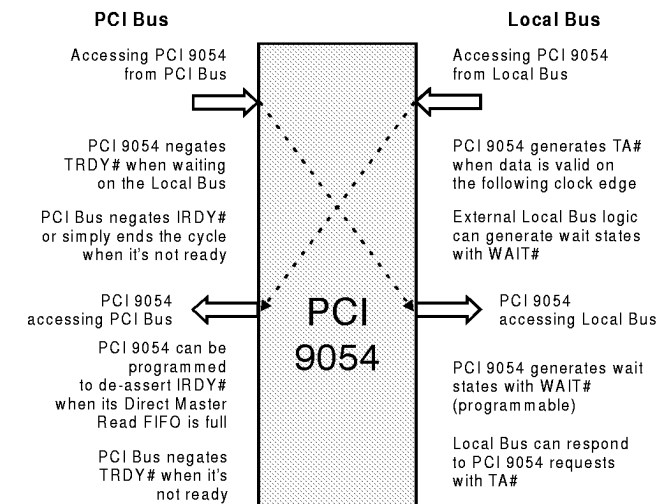 PCI Bus
Accessing PCI 9054
from PCI Bus
PCI 9054 negates
TRDY# when waiting
on the Local Bus
PCI Bus negates IRDY#
or simply ends the cycle
when it's not ready
PCI 9054
accessing PCI Bus
PCI 9054 can be
programmed
to de-assert IRDY#
when its Direct Master
Read FIFO is full
PCI Bus negates
TRDY# when it's
not ready
PCI
9054
Local Bus
Accessing PCI 9054
from Local Bus
PCI 9054 generates TA#
when data is valid on
the following clock edge
External Local Bus logic
can generate wait states
with WAIT#
PCI 9054
accessing Local Bus
PCI 9054 generates wait
states with WAIT#
(programmable)
Local Bus can respond
to PCI 9054 requests
with TA#